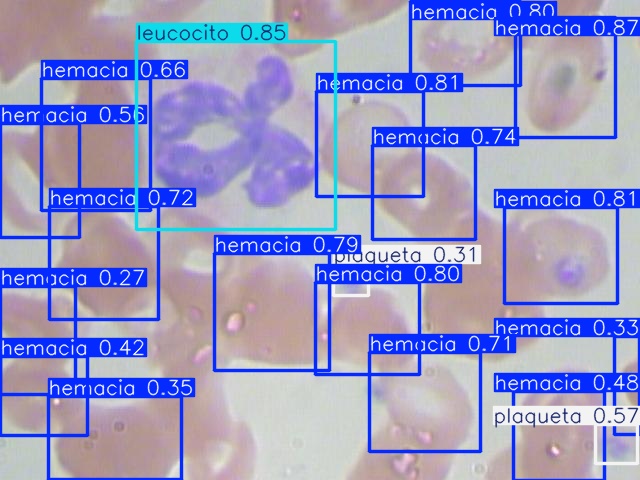 hemacia 0.80
hemacia 0.87
leucocito 0.85
hemacia 0.66
hemacia 0.81
hemacia 0.56
hemacia 0.74
hemacia 0.72
hemacia 0.81
hemacia 0.79
plaqueta 0.31
hemacia 0.80
hemacia 0.27
hemacia 0.33
hemacia 0.71
hemacia 0.42
hemacia 0.48
hemacia 0.35
plaqueta 0.57